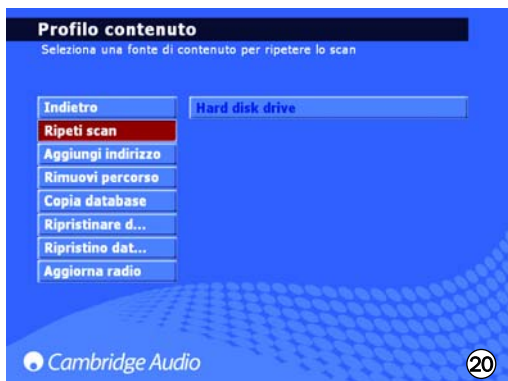 Profilo contenuto
Seleziona una fonte di contenuto per ripetere lo scan
Indietro
Hard disk drive
Ripeti scan
Aggiungi indirizzo
Rimuovi percorso
Copia database
Ripristinare d...
Ripristino dat...
Aggiorna radio
Cambridge Audio
20